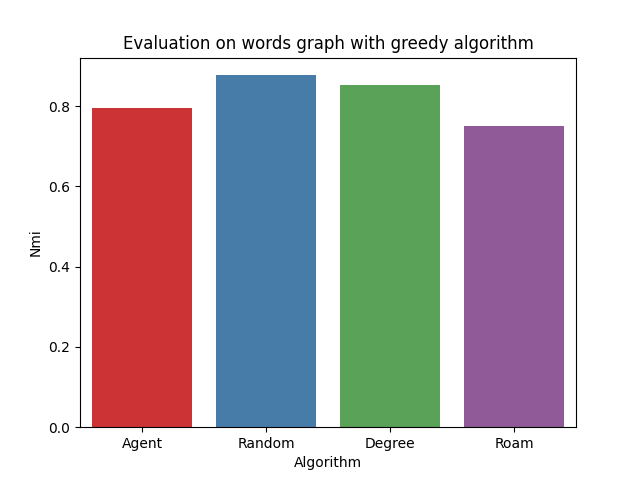 Evaluation on words graph with greedy algorithm
Nmi
0.8
0.6
0.4
0.2
0.0
Agent Random Degree Roam
Algorithm